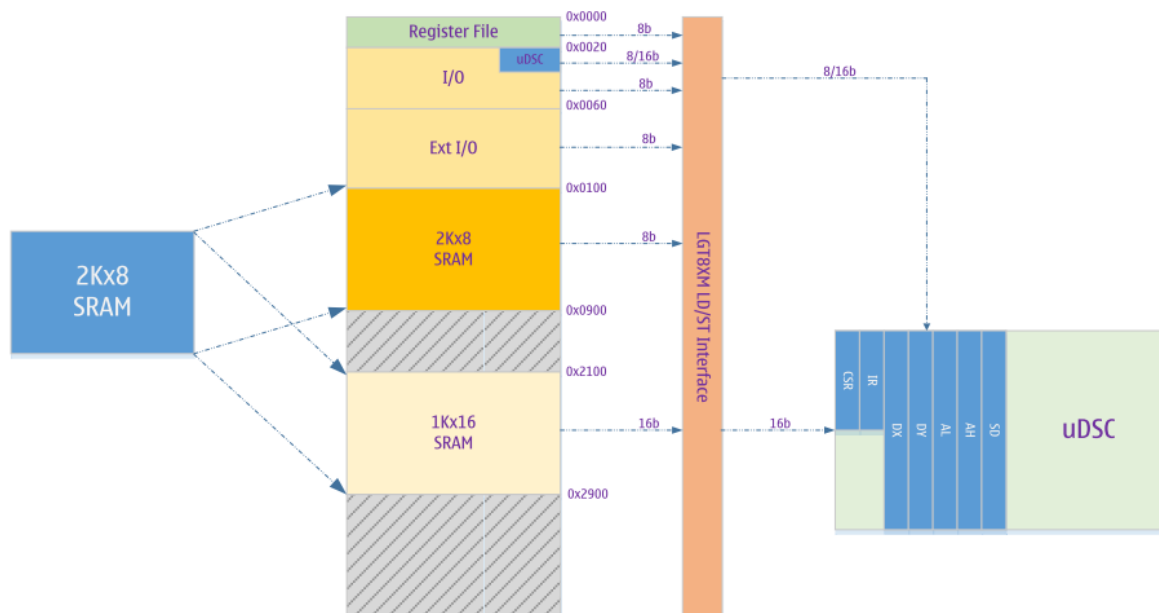 0x0000
Register File
8b
0x0020
uDSC
8/16b
8/16b
I/O
8b
0x0060
Ext I/O
8b
0x0100
2Kx8
SRAM
2Kx8
SRAM
8b
LGT8XM LD/ST Interface
0x0900
0x2100
1Kx16
SRAM
16b
16b
0x2900
CSR
IR
DX
DY
AL
AH
SD
uDSC